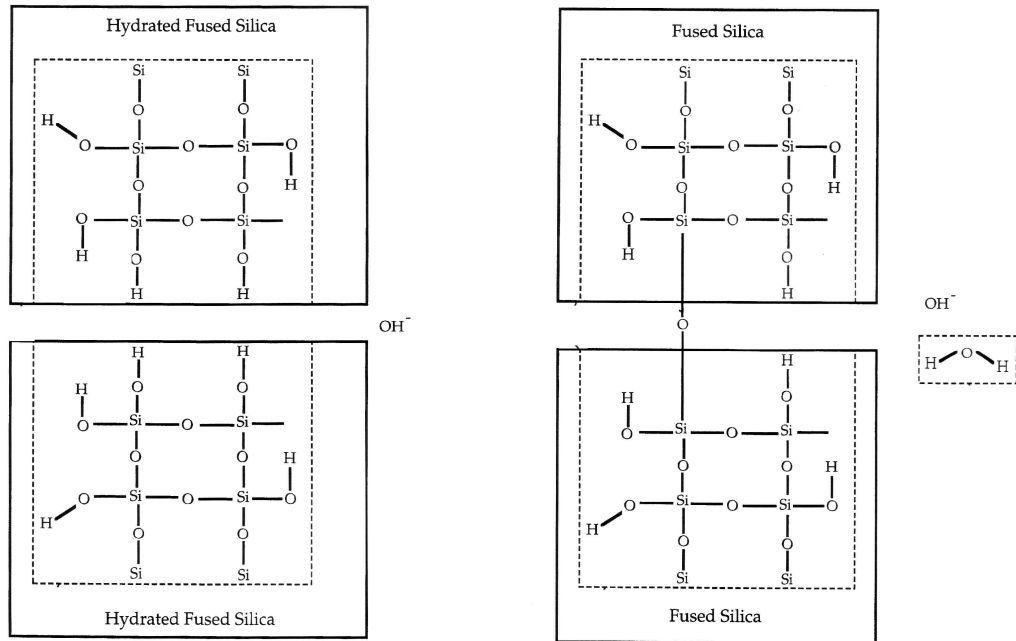 Hydrated Fused Silica
Si Si
O O
H
O Si O Si O
H
O O
O Si O Si
H
O O
H H
OH⁻
H H
H
O O
O Si O Si
O O
H
O Si O Si O
H
O O
Si Si
Hydrated Fused Silica
Fused Silica
Si Si
O O
H
O Si O Si O
H
O O
O Si O Si
H
O
H
O
H
H
O
O Si O Si
O O
H
O Si O Si O
H
O O
Si Si
Fused Silica
OH⁻
H O H